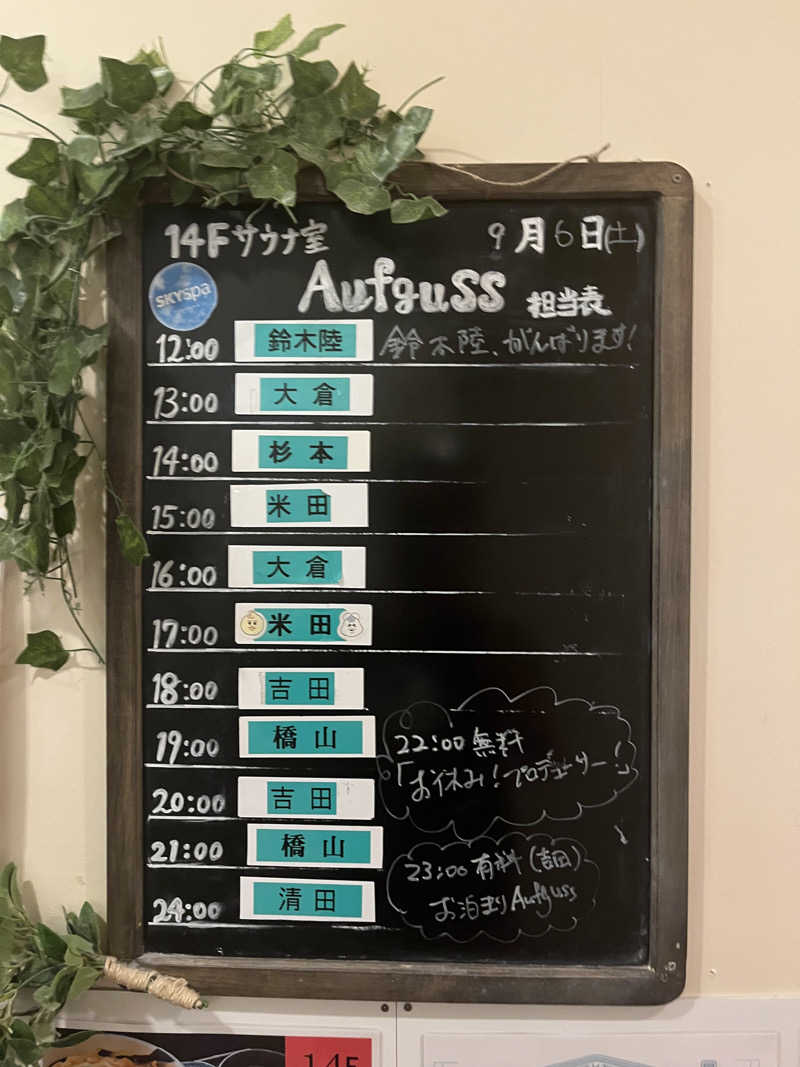 14Fサウナ室 9月6日(土)
SKYSpa
Aufguss 担当表
12:00 鈴木陸 鈴木陸、がんばります!
13:00 大倉
14:00 杉本
15:00 米田
16:00 大倉
17:00 米田
18:00 吉田
19:00 橋山
20:00 吉田
21:00 橋山
24:00 清田
22:00 無料
「お休み!プロデューサー!」
23:00 有料(吉田)
お泊まりAufguss
14F